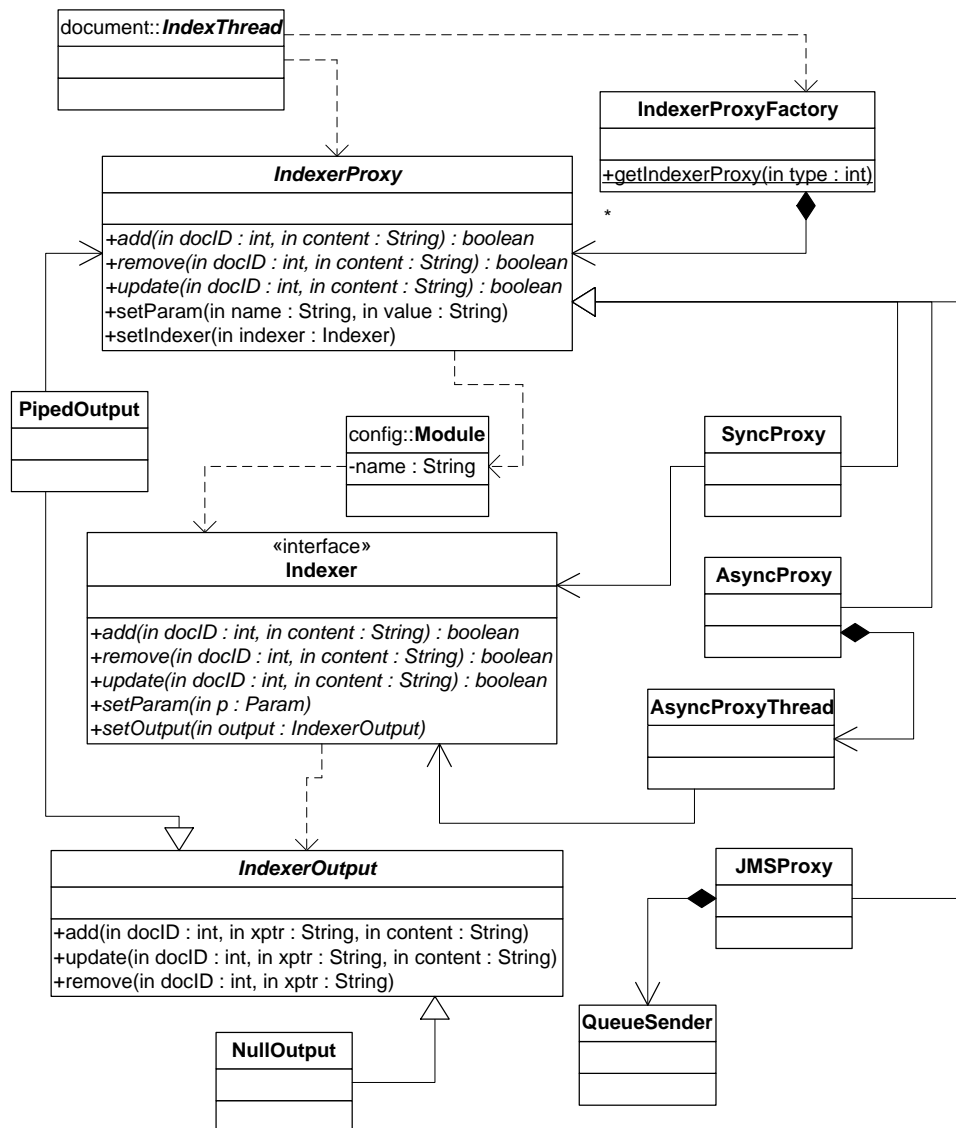 document::IndexThread
IndexerProxyFactory
+getIndexerProxy(in type : int)
*
IndexerProxy
+add(in docID : int, in content : String) : boolean
+remove(in docID : int, in content : String) : boolean
+update(in docID : int, in content : String) : boolean
+setParam(in name : String, in value : String)
+setIndexer(in indexer : Indexer)
PipedOutput
config::Module
-name : String
SyncProxy
«interface»
Indexer
+add(in docID : int, in content : String) : boolean
+remove(in docID : int, in content : String) : boolean
+update(in docID : int, in content : String) : boolean
+setParam(in p : Param)
+setOutput(in output : IndexerOutput)
AsyncProxy
AsyncProxyThread
IndexerOutput
+add(in docID : int, in xptr : String, in content : String)
+update(in docID : int, in xptr : String, in content : String)
+remove(in docID : int, in xptr : String)
JMSProxy
QueueSender
NullOutput